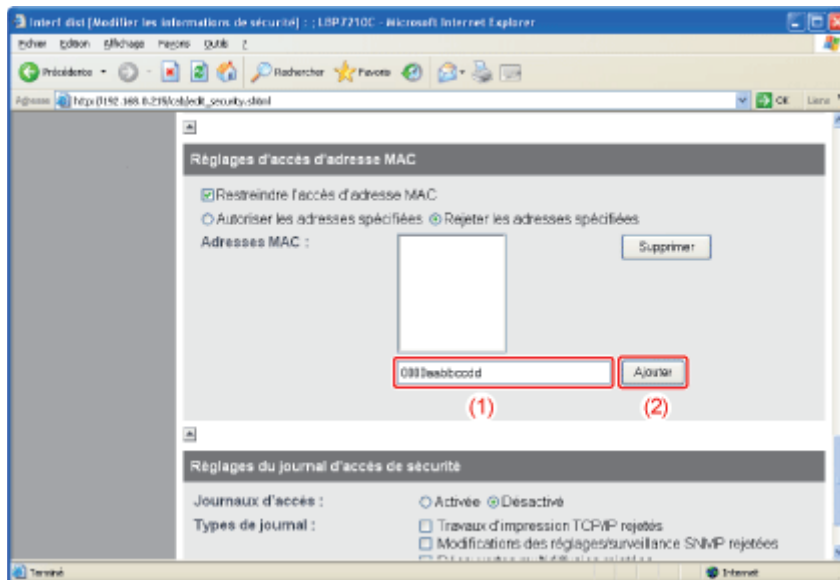 Interf dist [Modifier les informations de sécurité] : ; LBP7210C - Microsoft Internet Explorer
Fichier Edition Affichage Favoris Outils ?
Précédente Rechercher Favoris
Adresse http://192.168.0.215/cab/edit_security.shtml OK Liens
Réglages d'accès d'adresse MAC
Restreindre l'accès d'adresse MAC
Autoriser les adresses spécifiées Rejeter les adresses spécifiées
Adresses MAC :
Supprimer
0000aabbccdd Ajouter
(1) (2)
Réglages du journal d'accès de sécurité
Journaux d'accès : Activée Désactivé
Types de journal : Travaux d'impression TCP/IP rejetés
Modifications des réglages/surveillance SNMP rejetées
Terminé Internet